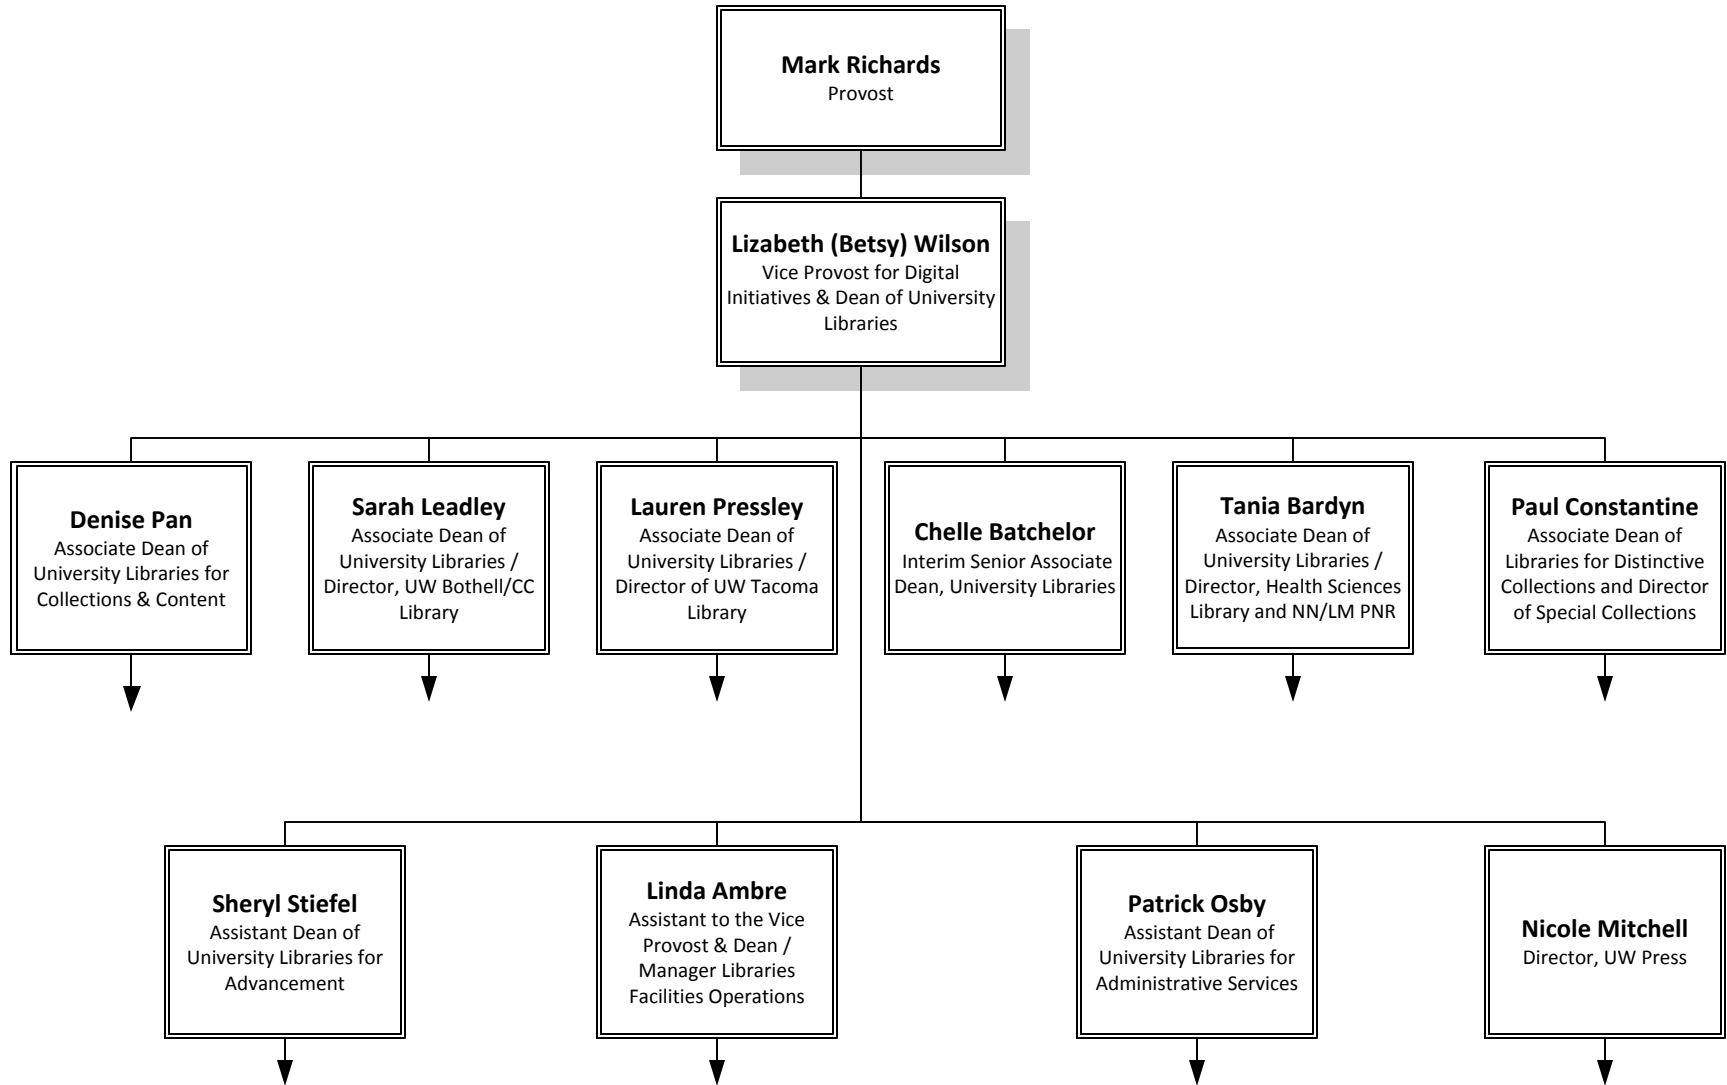 Mark Richards
Provost
Lizabeth (Betsy) Wilson
Vice Provost for Digital
Initiatives & Dean of University
Libraries
Denise Pan
Associate Dean of
University Libraries for
Collections & Content
Sarah Leadley
Associate Dean of
University Libraries /
Director, UW Bothell/CC
Library
Lauren Pressley
Associate Dean of
University Libraries /
Director of UW Tacoma
Library
Chelle Batchelor
Interim Senior Associate
Dean, University Libraries
Tania Bardyn
Associate Dean of
University Libraries /
Director, Health Sciences
Library and NN/LM PNR
Paul Constantine
Associate Dean of
Libraries for Distinctive
Collections and Director
of Special Collections
Sheryl Stiefel
Assistant Dean of
University Libraries for
Advancement
Linda Ambre
Assistant to the Vice
Provost & Dean /
Manager Libraries
Facilities Operations
Patrick Osby
Assistant Dean of
University Libraries for
Administrative Services
Nicole Mitchell
Director, UW Press